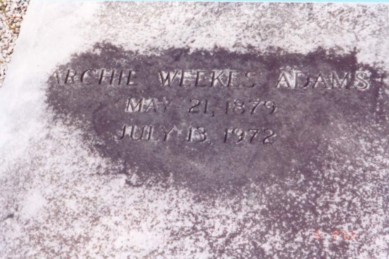 ARCHIE WEEKES ADAMS
MAY 21, 1879
JULY 13, 1972